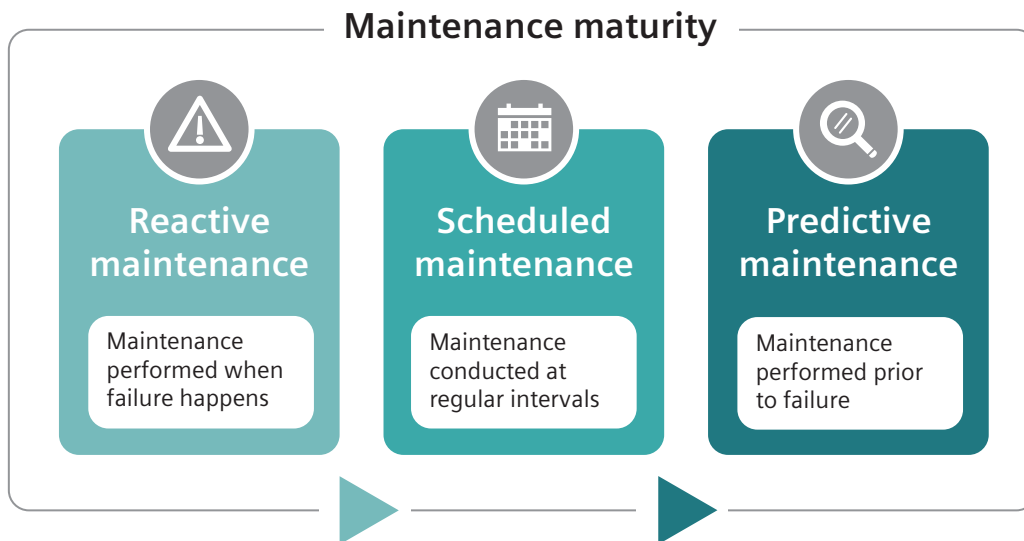 Maintenance maturity
Reactive
maintenance
Maintenance
performed when
failure happens
Scheduled
maintenance
Maintenance
conducted at
regular intervals
Predictive
maintenance
Maintenance
performed prior
to failure